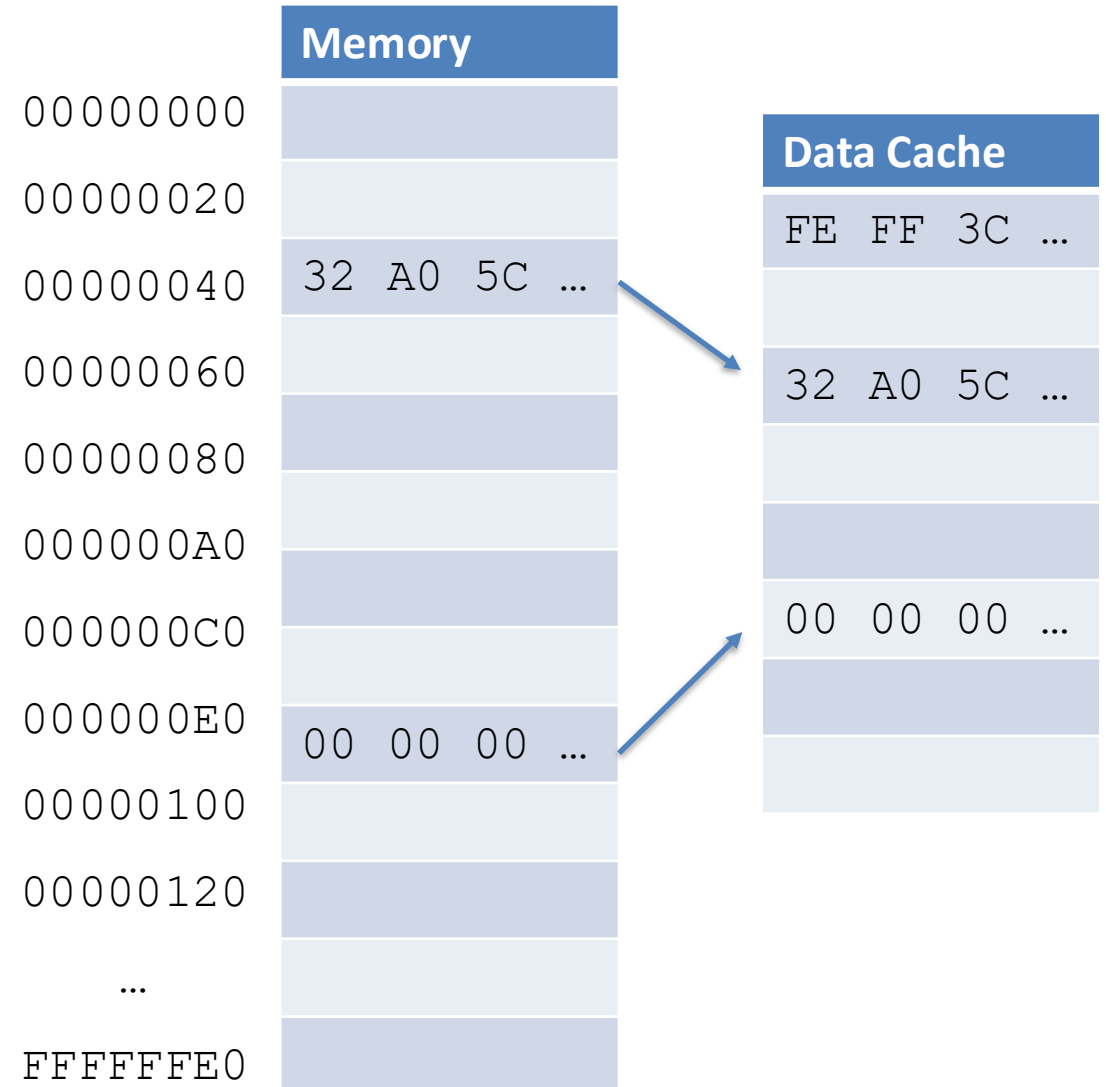 Memory
00000000
Data Cache
00000020
FE FF 3C …
00000040 32 A0 5C …
00000060
32 A0 5C …
00000080
000000A0
000000C0
00 00 00 …
000000E0
00 00 00 …
00000100
00000120
…
FFFFFFE0